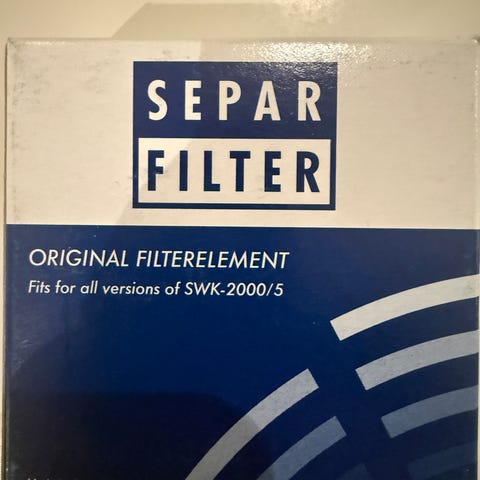 SEPAR
FILTER
ORIGINAL FILTERELEMENT
Fits for all versions of SWK-2000/5